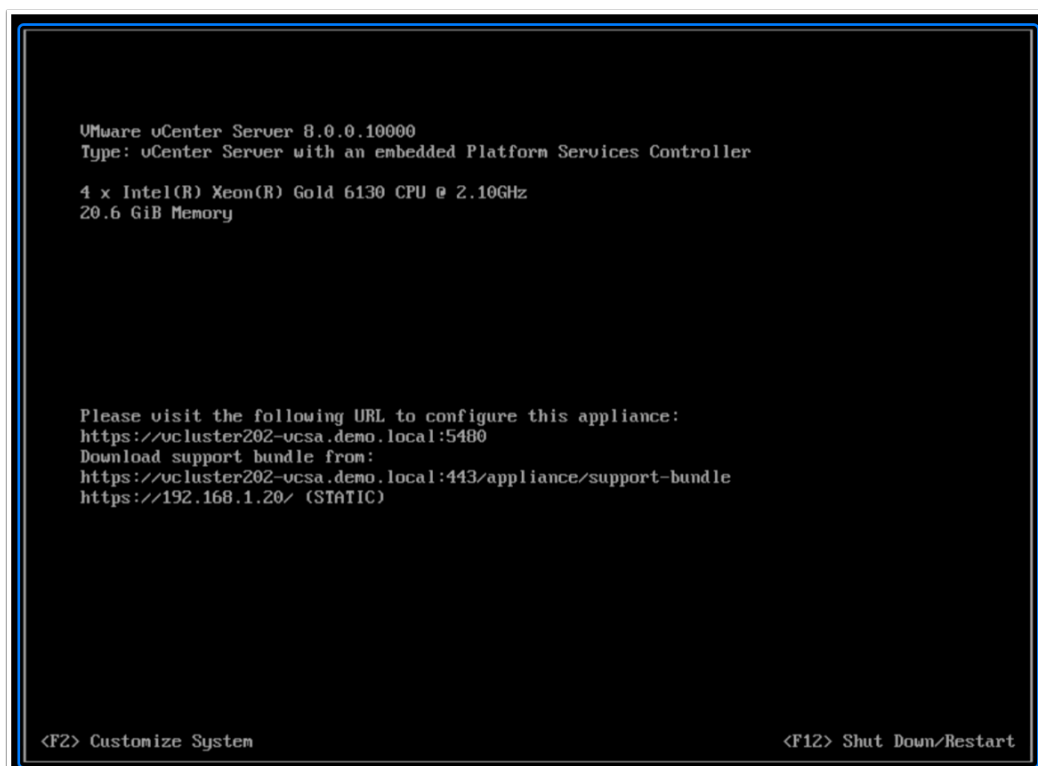 VMware vCenter Server 8.0.0.10000
Type: vCenter Server with an embedded Platform Services Controller
4 x Intel(R) Xeon(R) Gold 6130 CPU @ 2.10GHz
20.6 GiB Memory
Please visit the following URL to configure this appliance:
https://vcluster202-vcsa.demo.local:5480
Download support bundle from:
https://vcluster202-vcsa.demo.local:443/appliance/support-bundle
https://192.168.1.20/ (STATIC)
<F2> Customize System
<F12> Shut Down/Restart